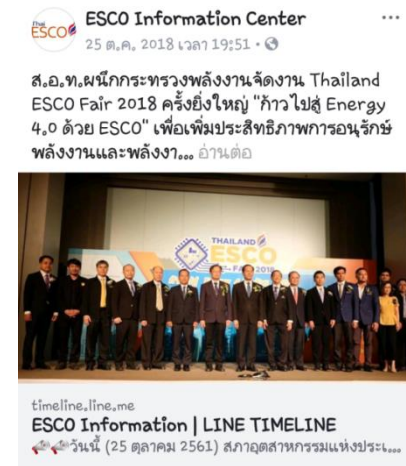 Thai
ESCO
ESCO Information Center
25 ต.ค. 2018 เวลา 19:51 •
ส.อ.ท.ผนึกกระทรวงพลังงานจัดงาน Thailand
ESCO Fair 2018 ครั้งยิ่งใหญ่ "ก้าวไปสู่ Energy
4.0 ด้วย ESCO" เพื่อเพิ่มประสิทธิภาพการอนุรักษ์
พลังงานและพลังงา... อ่านต่อ
THAILAND
ESCO
FAIR 2018
timeline.line.me
ESCO Information | LINE TIMELINE
วันนี้ (25 ตุลาคม 2561) สภาอุตสาหกรรมแห่งประเ...